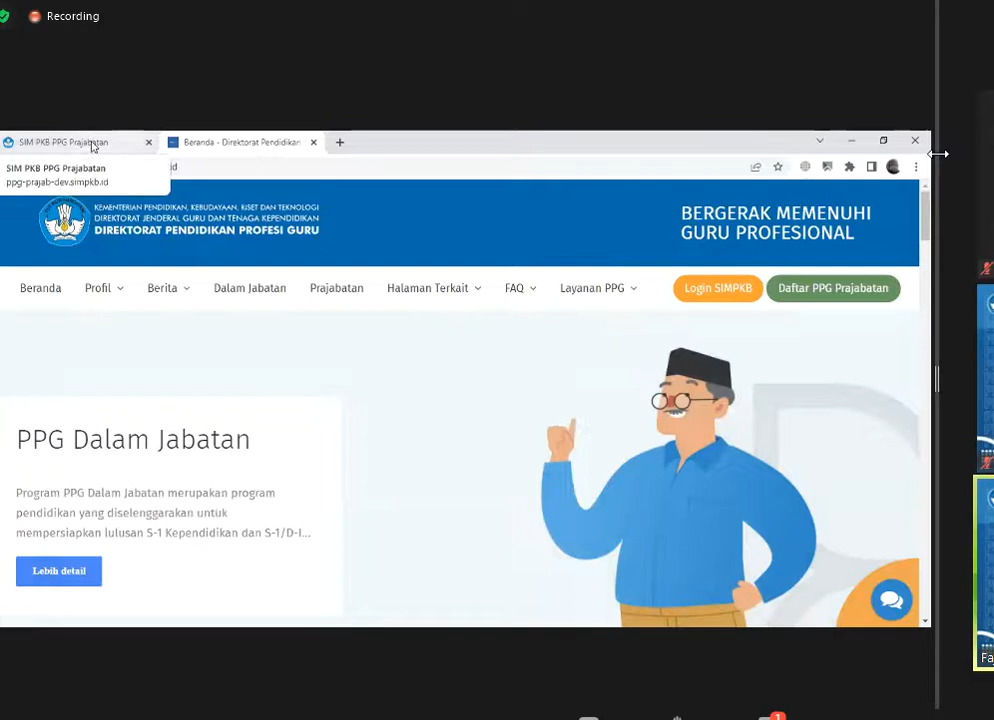 Recording
SIM PKB PPG Prajabatan
Beranda - Direktorat Pendidikan
SIM PKB PPG Prajabatan
ppg-prajab-dev.simpkb.id
id
KEMENTERIAN PENDIDIKAN, KEBUDAYAAN, RISET DAN TEKNOLOGI
DIREKTORAT JENDERAL GURU DAN TENAGA KEPENDIDIKAN
DIREKTORAT PENDIDIKAN PROFESI GURU
BERGERAK MEMENUHI
GURU PROFESIONAL
Beranda Profil Berita Dalam Jabatan Prajabatan Halaman Terkait FAQ Layanan PPG Login SIMPKB Daftar PPG Prajabatan
PPG Dalam Jabatan
Program PPG Dalam Jabatan merupakan program
pendidikan yang diselenggarakan untuk
mempersiapkan lulusan S-1 Kependidikan dan S-1/D-I...
Lebih detail
Fa
1